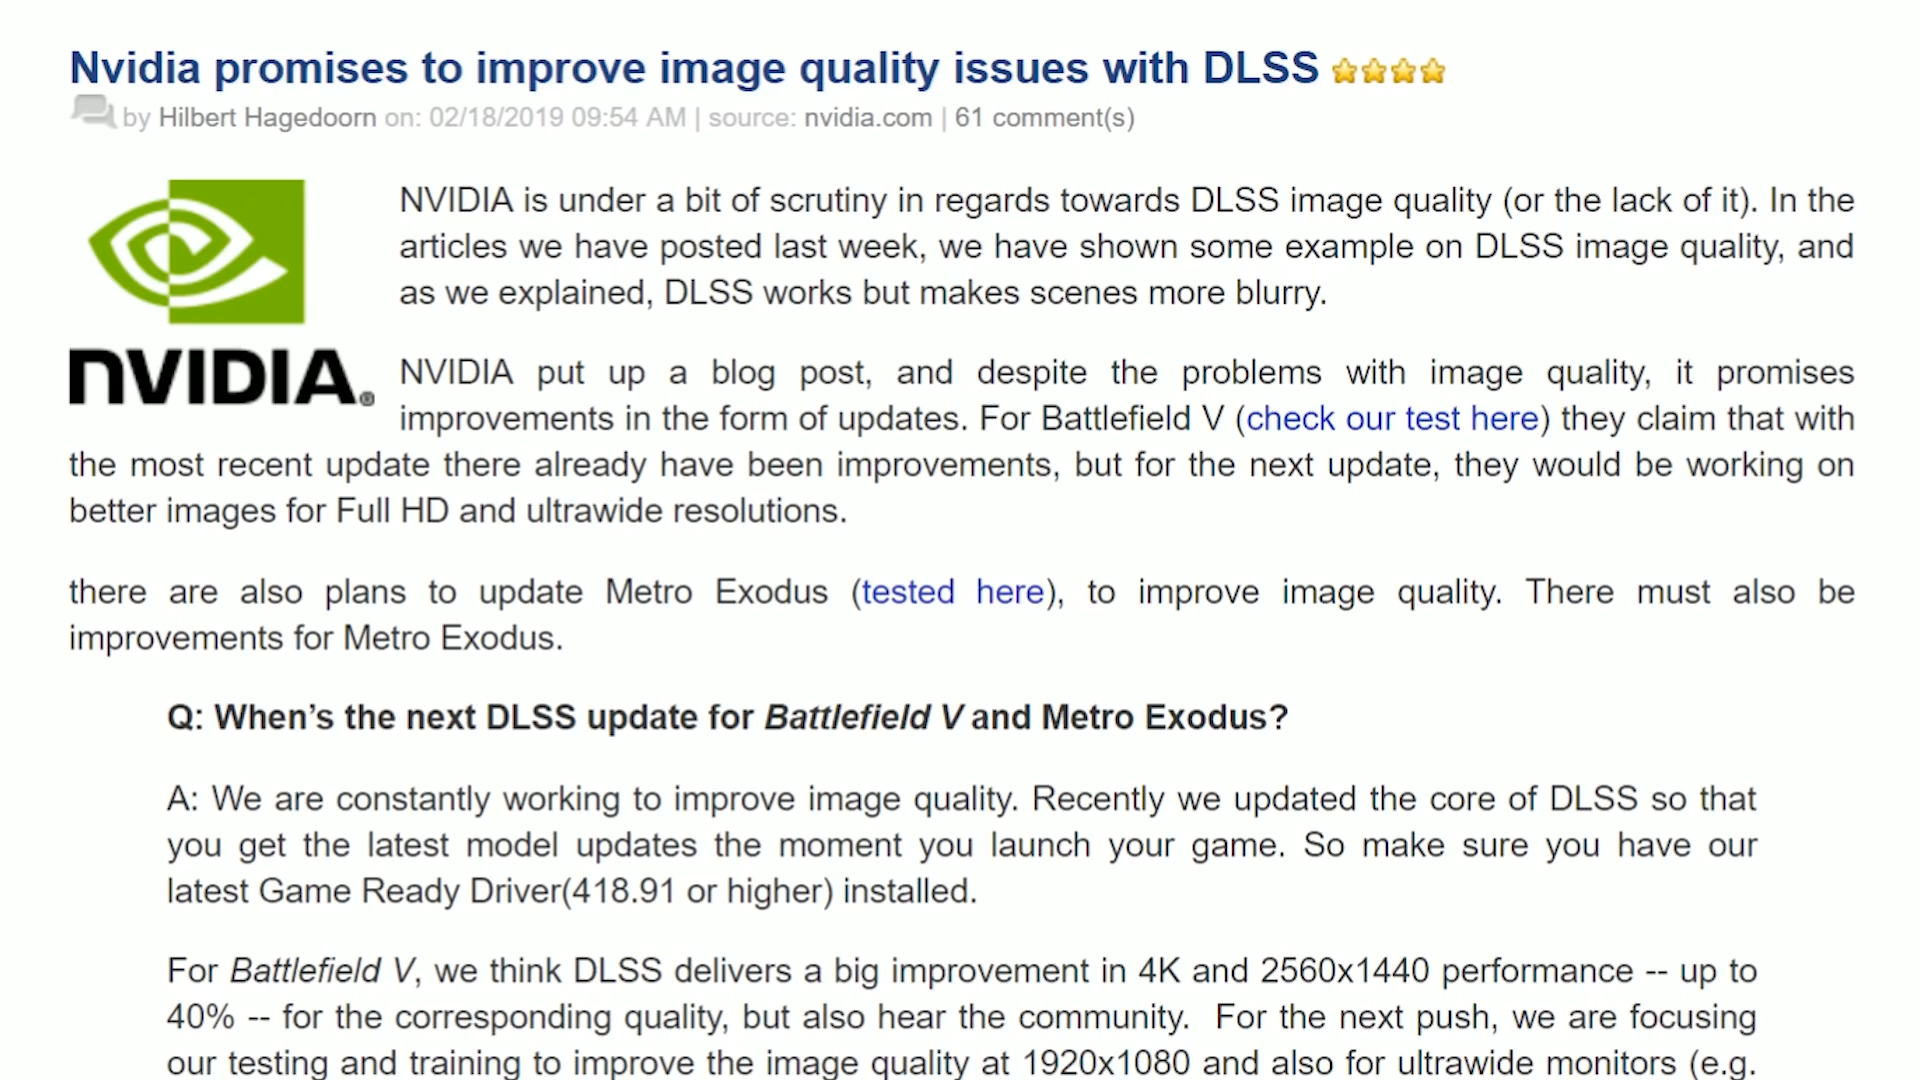 Nvidia promises to improve image quality issues with DLSS
by Hilbert Hagedoorn on: 02/18/2019 09:54 AM | source: nvidia.com | 61 comment(s)
NVIDIA®
NVIDIA is under a bit of scrutiny in regards towards DLSS image quality (or the lack of it). In the
articles we have posted last week, we have shown some example on DLSS image quality, and
as we explained, DLSS works but makes scenes more blurry.
NVIDIA put up a blog post, and despite the problems with image quality, it promises
improvements in the form of updates. For Battlefield V (check our test here) they claim that with
the most recent update there already have been improvements, but for the next update, they would be working on
better images for Full HD and ultrawide resolutions.
there are also plans to update Metro Exodus (tested here), to improve image quality. There must also be
improvements for Metro Exodus.
Q: When’s the next DLSS update for Battlefield V and Metro Exodus?
A: We are constantly working to improve image quality. Recently we updated the core of DLSS so that
you get the latest model updates the moment you launch your game. So make sure you have our
latest Game Ready Driver(418.91 or higher) installed.
For Battlefield V, we think DLSS delivers a big improvement in 4K and 2560x1440 performance -- up to
40% -- for the corresponding quality, but also hear the community. For the next push, we are focusing
our testing and training to improve the image quality at 1920x1080 and also for ultrawide monitors (e.g.